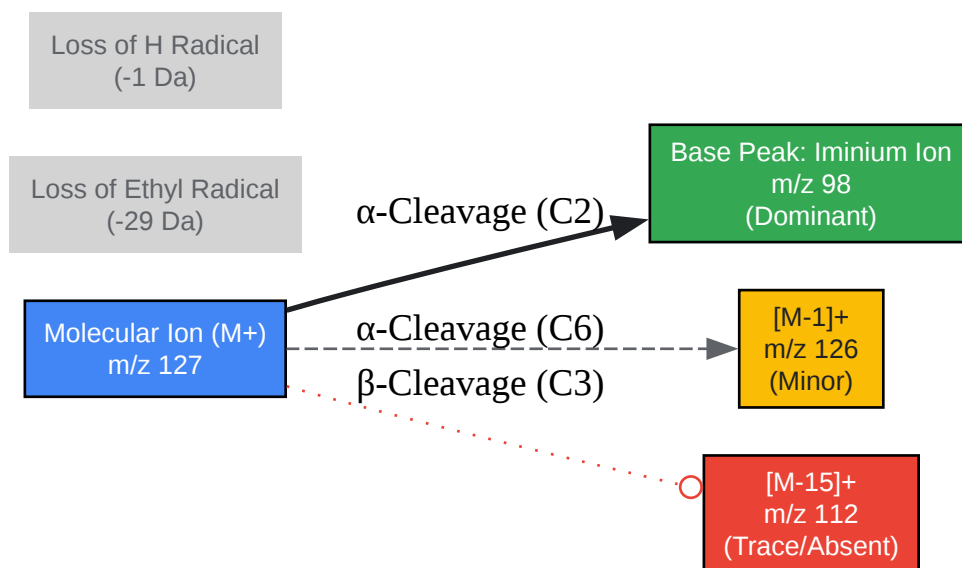 Loss of H Radical
(-1 Da)
Loss of Ethyl Radical
(-29 Da)
Molecular Ion (M+)
m/z 127
α-Cleavage (C2)
α-Cleavage (C6)
β-Cleavage (C3)
Base Peak: Iminium Ion
m/z 98
(Dominant)
[M-1]+
m/z 126
(Minor)
[M-15]+
m/z 112
(Trace/Absent)